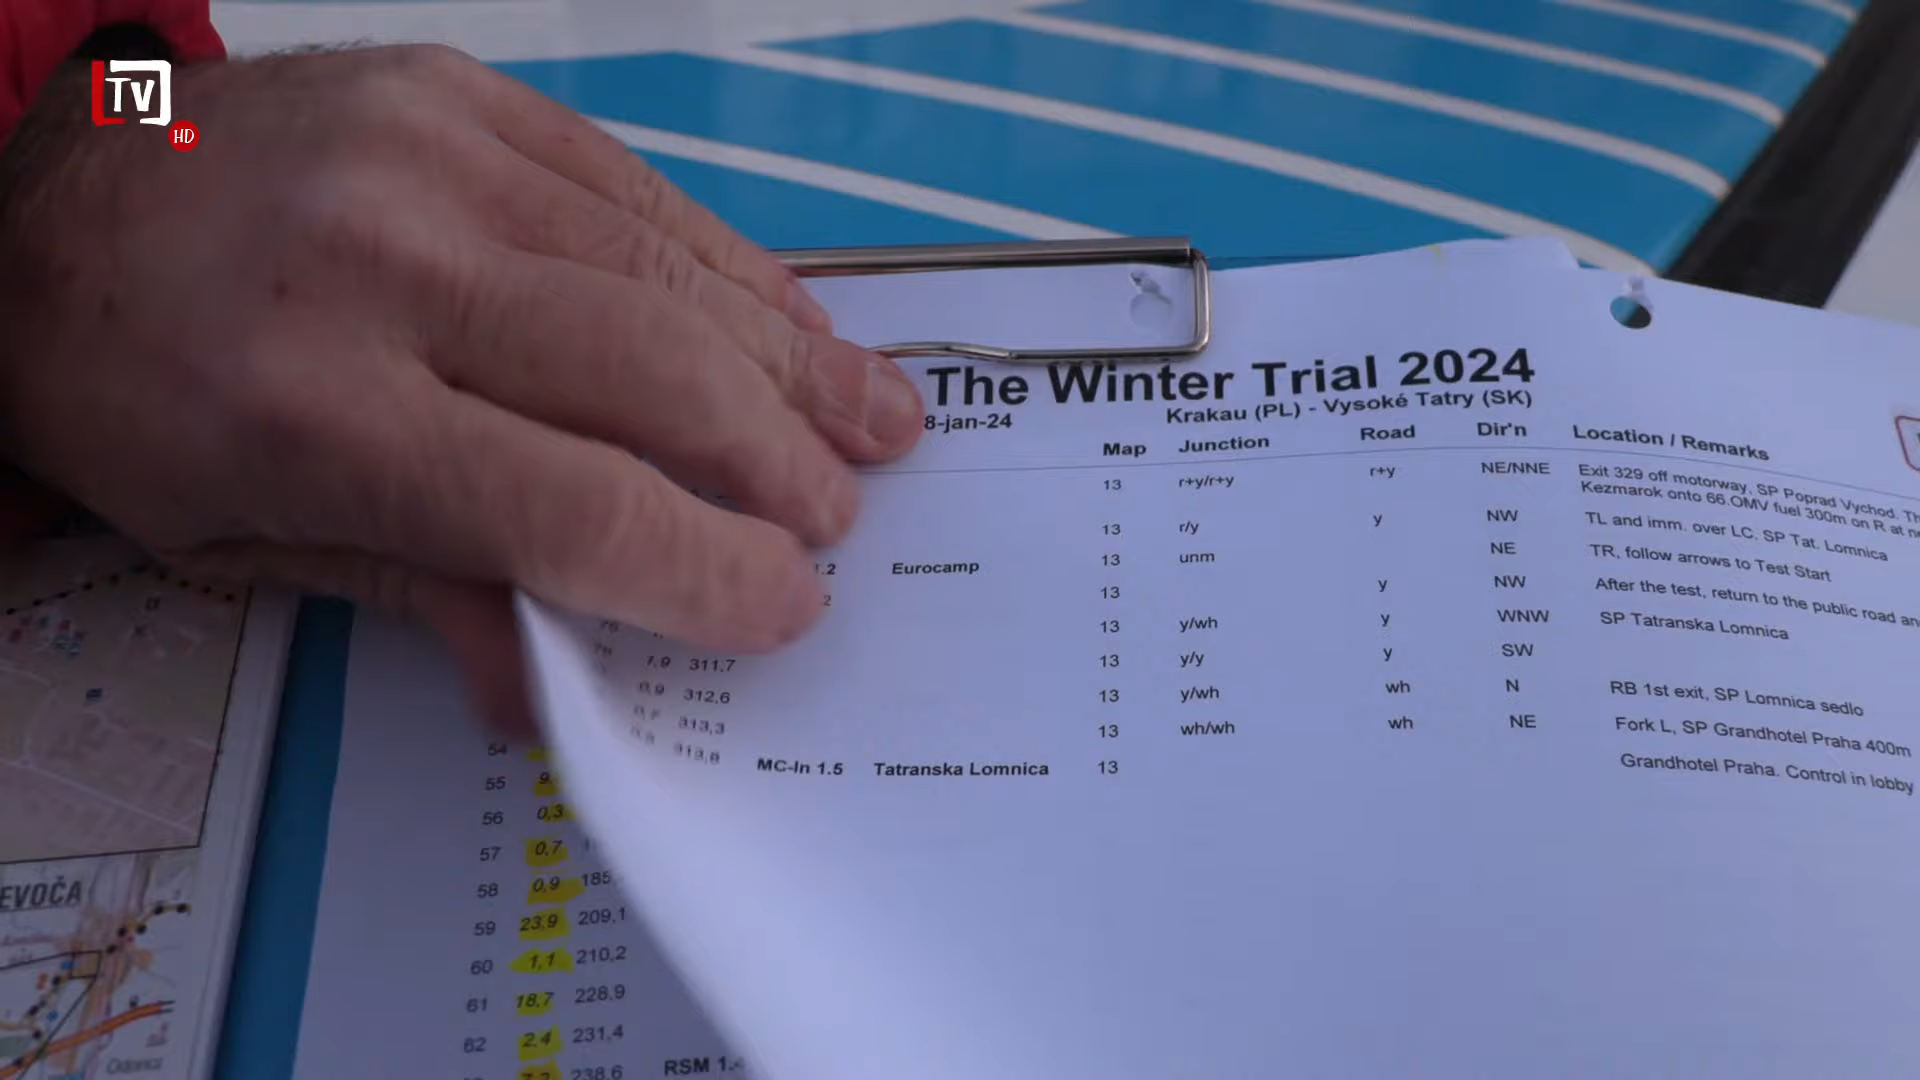 TV
HD
The Winter Trial 2024
8-jan-24 Krakau (PL) - Vysoké Tatry (SK)
Map Junction Road Dir'n Location / Remarks
13 r+y/r+y r+y NE/NNE Exit 329 off motorway, SP Poprad Vychod.
Kezmarok onto 66.OMV fuel 300m on R at
13 r/y y NW TL and imm. over LC. SP Tat. Lomnica
.2 Eurocamp 13 unm NE TR, follow arrows to Test Start
.2 13 y NW After the test, return to the public road
13 y/wh y WNW SP Tatranska Lomnica
1,9 311,7 13 y/y y SW
0,9 312,6 13 y/wh wh N RB 1st exit, SP Lomnica sedlo
313,3 13 wh/wh wh NE Fork L, SP Grandhotel Praha 400m
313,8 MC-In 1.5 Tatranska Lomnica 13 Grandhotel Praha. Control in lobby
54
55 9
56 0,3
57 0,7
58 0,9 185
59 23,9 209,1
60 1,1 210,2
61 18,7 228,9
62 2,4 231,4
238,6 RSM 1.
EVOČA